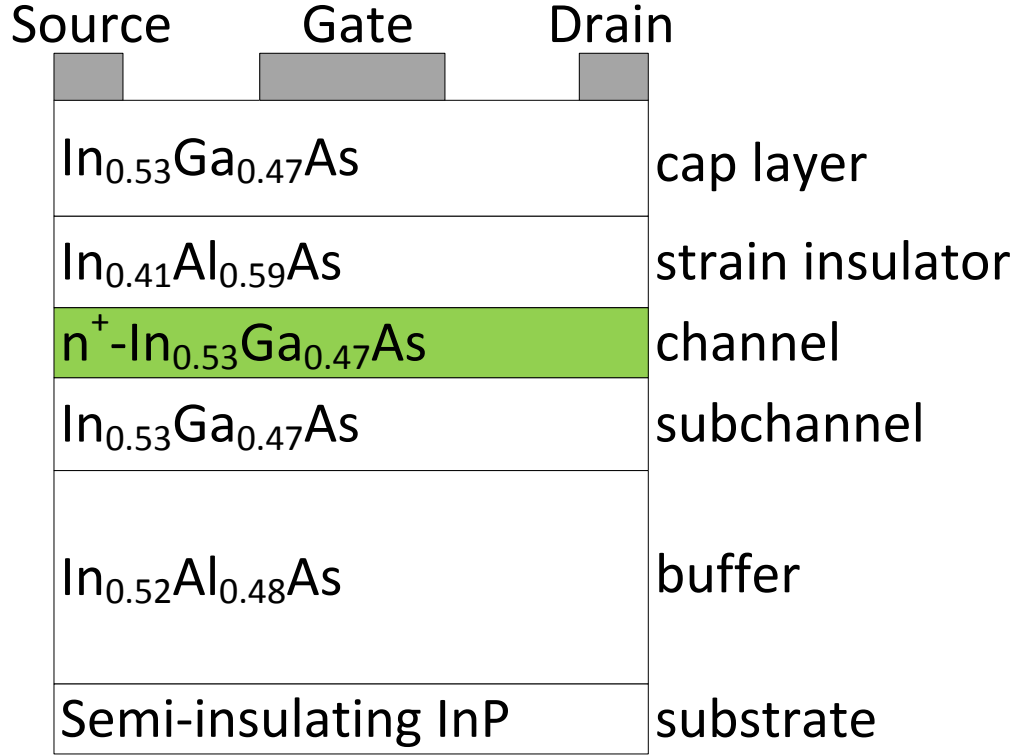 Source Gate Drain
In₀.₅₃Ga₀.₄₇As cap layer
In₀.₄₁Al₀.₅₉As strain insulator
n⁺-In₀.₅₃Ga₀.₄₇As channel
In₀.₅₃Ga₀.₄₇As subchannel
In₀.₅₂Al₀.₄₈As buffer
Semi-insulating InP substrate